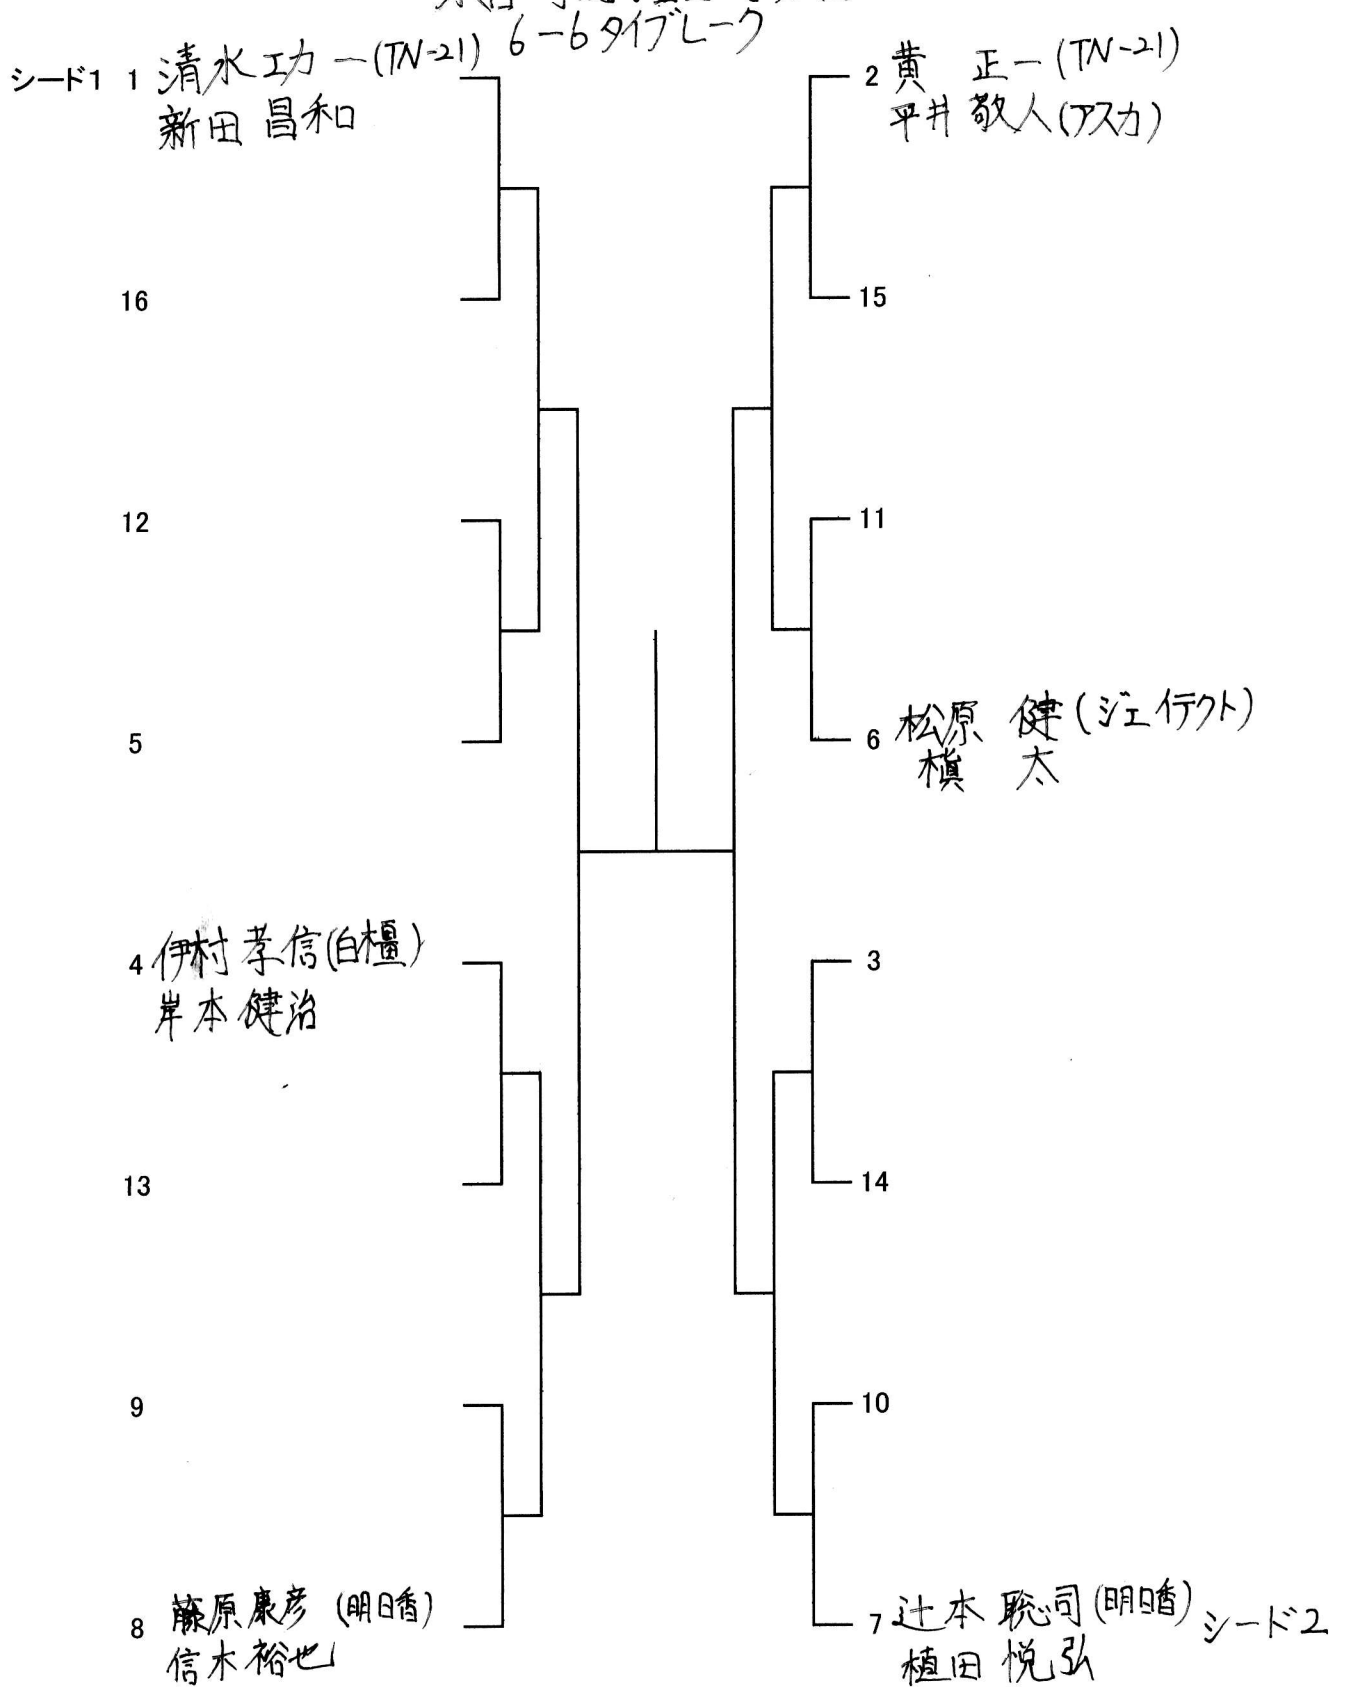 6-6タイブレーク
シード1 1 清水エカー(TN-21)
新田 昌和
16
12
5
4 伊村孝信(白橿)
岸本健治
13
9
8 藤原康彦 (明日香)
信木裕也
2 黄 正一(TN-21)
平井敬人(アスカ)
15
11
6 松原 健(ジェイテクト)
槇 太
3
14
10
7 辻本聡司(明日香) シード2
植田悦弘